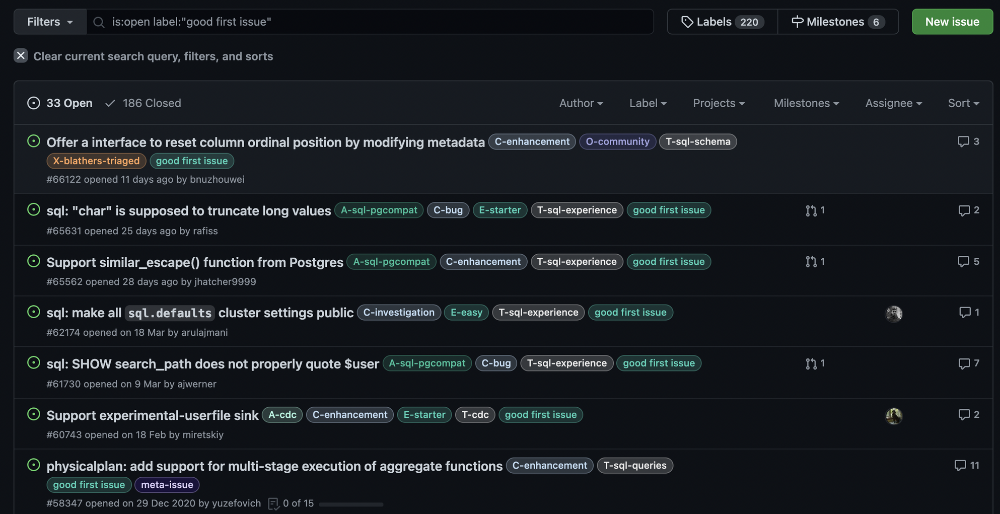 Filters is:open label:"good first issue" Labels 220 Milestones 6 New issue
Clear current search query, filters, and sorts
33 Open 186 Closed Author Label Projects Milestones Assignee Sort
Offer a interface to reset column ordinal position by modifying metadata C-enhancement O-community T-sql-schema 3
X-blathers-triaged good first issue
#66122 opened 11 days ago by bnuzhouwei
sql: "char" is supposed to truncate long values A-sql-pgcompat C-bug E-starter T-sql-experience good first issue 1 2
#65631 opened 25 days ago by rafiss
Support similar_escape() function from Postgres A-sql-pgcompat C-enhancement T-sql-experience good first issue 1 5
#65562 opened 28 days ago by jhatcher9999
sql: make all sql.defaults cluster settings public C-investigation E-easy T-sql-experience good first issue 1
#62174 opened on 18 Mar by arulajmani
sql: SHOW search_path does not properly quote $user A-sql-pgcompat C-bug T-sql-experience good first issue 1 7
#61730 opened on 9 Mar by ajwerner
Support experimental-userfile sink A-cdc C-enhancement E-starter T-cdc good first issue 2
#60743 opened on 18 Feb by miretskiy
physicalplan: add support for multi-stage execution of aggregate functions C-enhancement T-sql-queries 11
good first issue meta-issue
#58347 opened on 29 Dec 2020 by yuzefovich 0 of 15